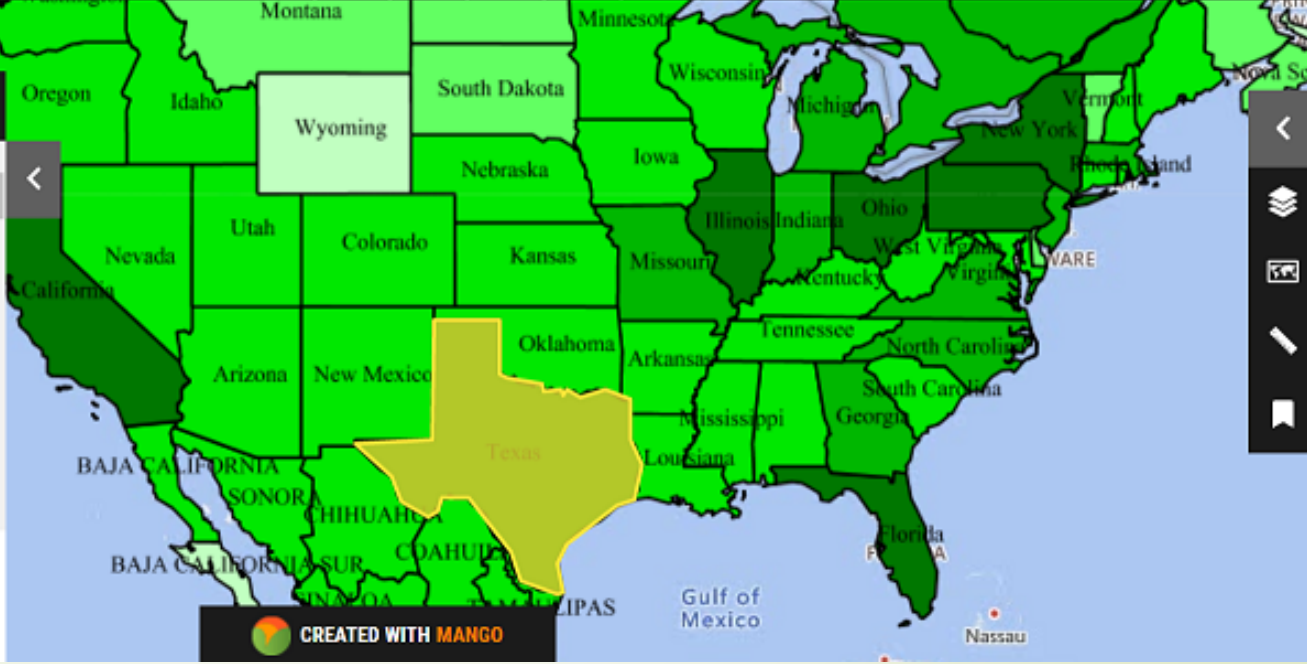 Montana
Minnesota
Oregon
Idaho
South Dakota
Wisconsin
Michigan
Vermont
Nova Sc
Wyoming
New York
Nebraska
Iowa
Rhode Island
Utah
Colorado
Kansas
Illinois
Indiana
Ohio
West Virginia
WARE
Nevada
Missouri
Kentucky
Virginia
California
Oklahoma
Arkansas
Tennessee
North Carolina
Arizona
New Mexico
South Carolina
Mississippi
Georgia
Texas
Louisiana
BAJA CALIFORNIA
SONORA
CHIHUAHUA
COAHUIL
Florida
BAJA CALIFORNIA SUR
SINALOA
TAMAULIPAS
Gulf of
Mexico
Nassau
CREATED WITH MANGO